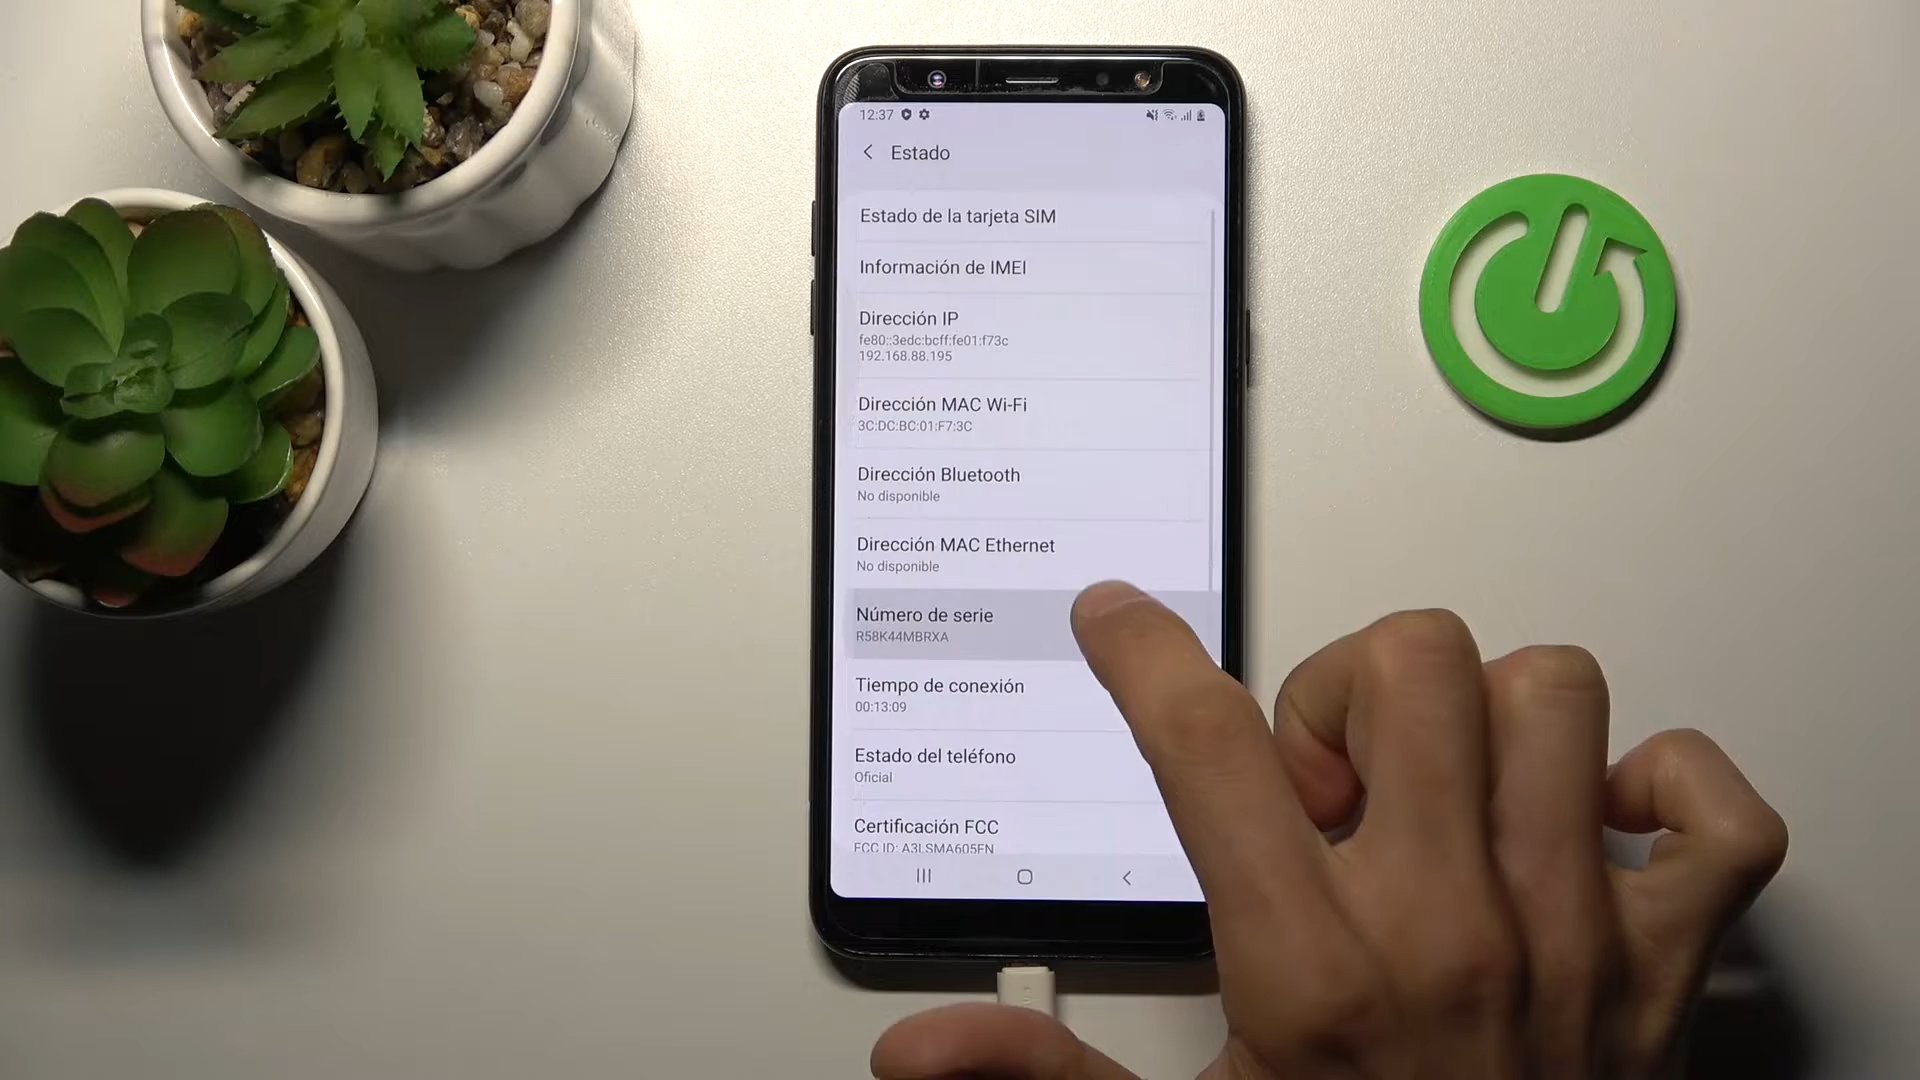 12:37
Estado
Estado de la tarjeta SIM
Información de IMEI
Dirección IP
fe80::3edc:bcff:fe01:f73c
192.168.88.195
Dirección MAC Wi-Fi
3C:DC:BC:01:F7:3C
Dirección Bluetooth
No disponible
Dirección MAC Ethernet
No disponible
Número de serie
R58K44MBRXA
Tiempo de conexión
00:13:09
Estado del teléfono
Oficial
Certificación FCC
FCC ID: A3LSMA605FN